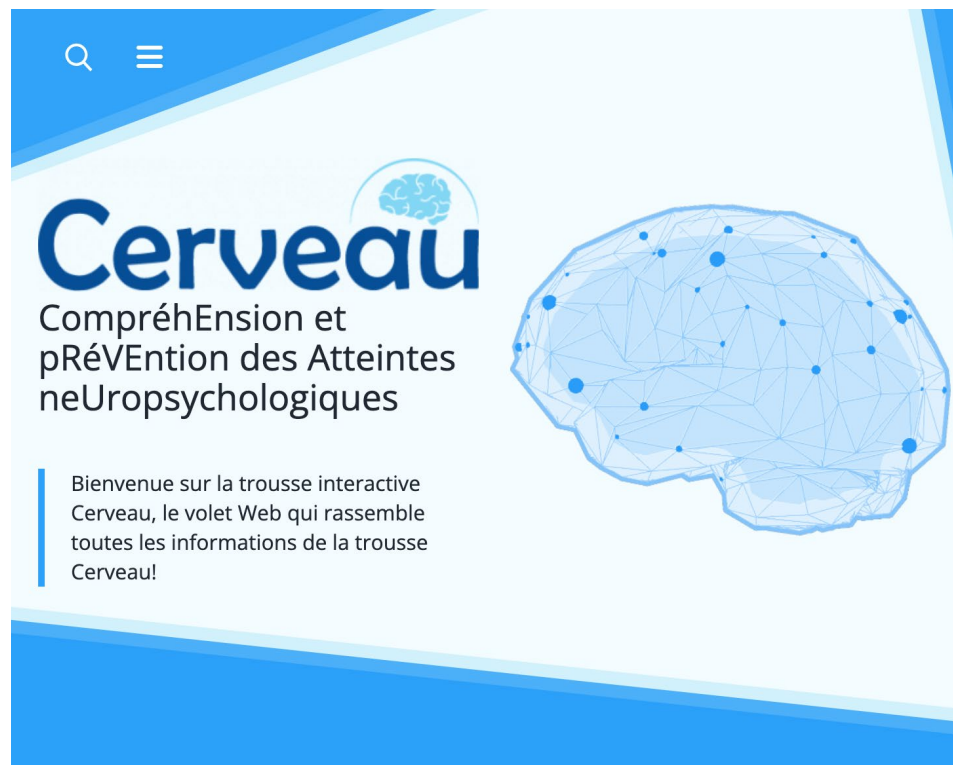 Cerveau
CompréhEnsion et
pRéVEntion des Atteintes
neUropsychologiques
Bienvenue sur la trousse interactive
Cerveau, le volet Web qui rassemble
toutes les informations de la trousse
Cerveau!